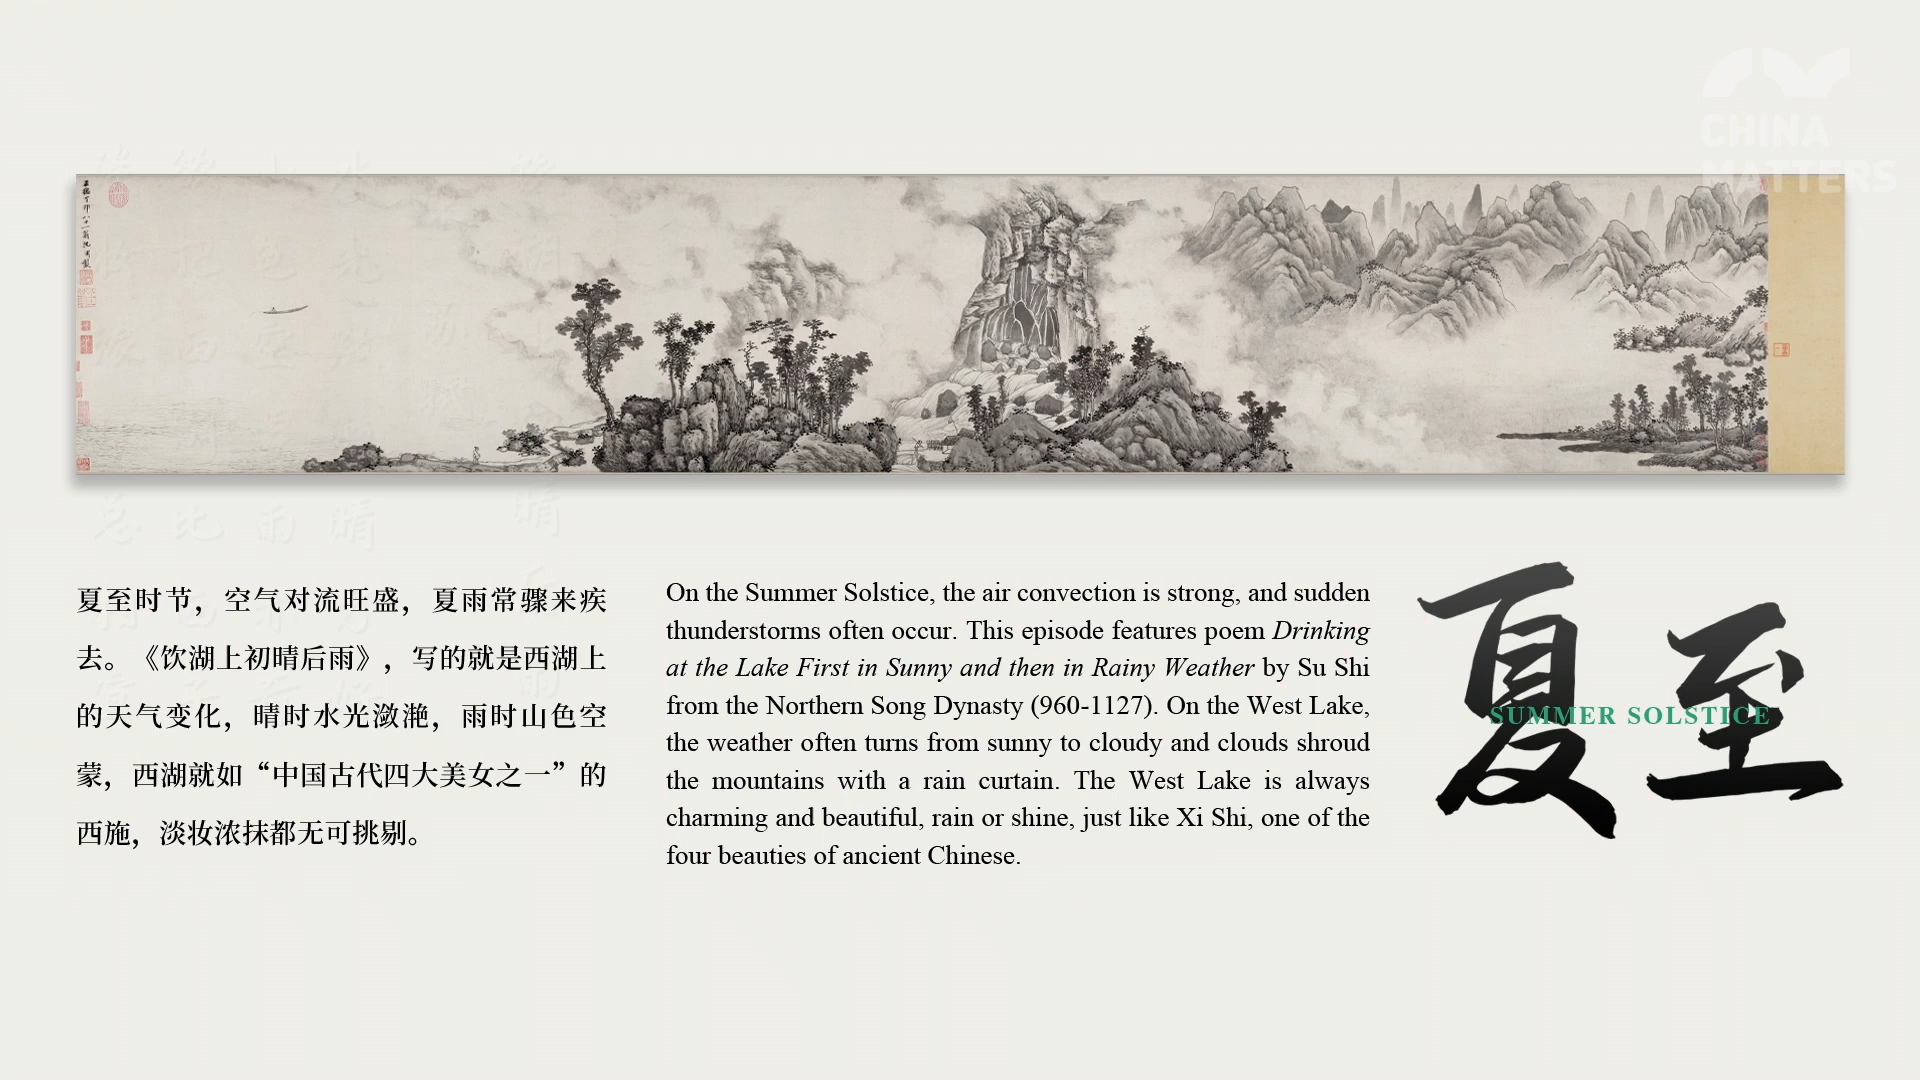 CHINA
MATTERS
夏至时节，空气对流旺盛，夏雨常骤来疾
去。《饮湖上初晴后雨》，写的就是西湖上
的天气变化，晴时水光潋滟，雨时山色空
蒙，西湖就如“中国古代四大美女之一”的
西施，淡妆浓抹都无可挑剔。
On the Summer Solstice, the air convection is strong, and sudden
thunderstorms often occur. This episode features poem Drinking
at the Lake First in Sunny and then in Rainy Weather by Su Shi
from the Northern Song Dynasty (960-1127). On the West Lake,
the weather often turns from sunny to cloudy and clouds shroud
the mountains with a rain curtain. The West Lake is always
charming and beautiful, rain or shine, just like Xi Shi, one of the
four beauties of ancient Chinese.
夏至
SUMMER SOLSTICE